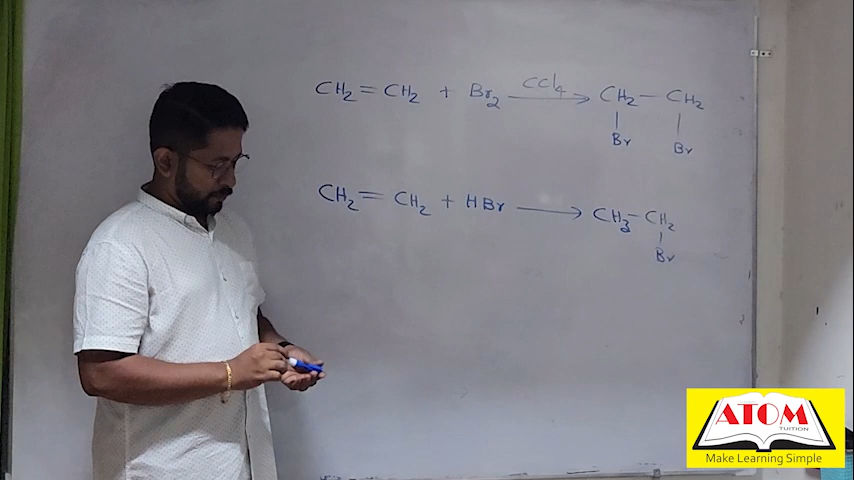 CH₂ = CH₂ + Br₂ —CCl₄→ CH₂ — CH₂
Br Br
CH₂ = CH₂ + HBr ⟶ CH₃ — CH₂
Br
ATOM
TUITION
Make Learning Simple